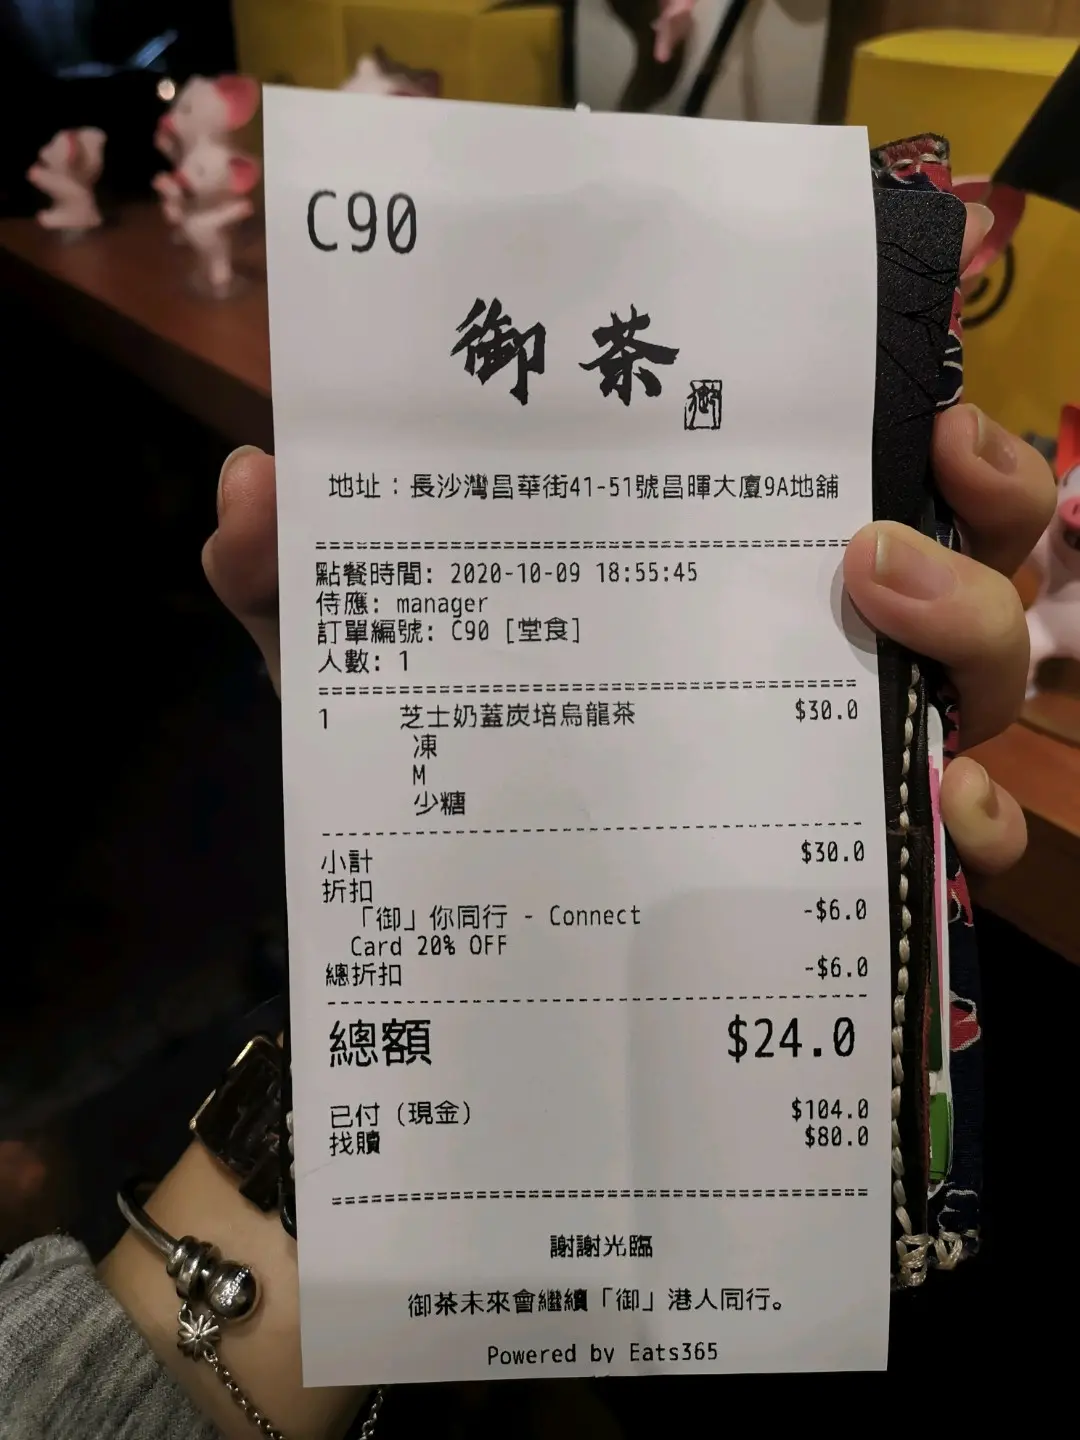 C90
御茶
御
地址：長沙灣昌華街41-51號昌暉大廈9A地舖
點餐時間: 2020-10-09 18:55:45
侍應: manager
訂單編號: C90 [堂食]
人數: 1
1 芝士奶蓋炭培烏龍茶 $30.0
凍
M
少糖
小計 $30.0
折扣
「御」你同行 - Connect -$6.0
Card 20% OFF
總折扣 -$6.0
總額 $24.0
已付 (現金) $104.0
找贖 $80.0
謝謝光臨
御茶未來會繼續「御」港人同行。
Powered by Eats365